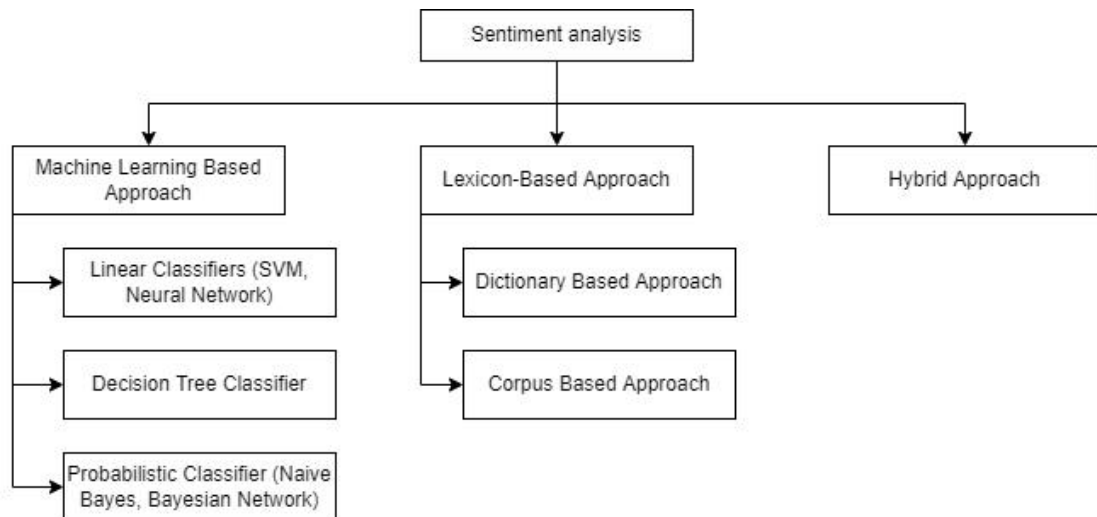 Sentiment analysis
Machine Learning Based
Approach
Lexicon-Based Approach
Hybrid Approach
Linear Classifiers (SVM,
Neural Network)
Dictionary Based Approach
Decision Tree Classifier
Corpus Based Approach
Probabilistic Classifier (Naive
Bayes, Bayesian Network)